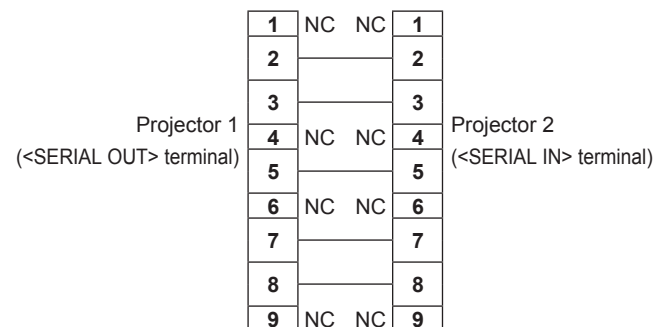 1 NC NC 1
2 2
3 3
Projector 1
(<SERIAL OUT> terminal)
4 NC NC 4
Projector 2
(<SERIAL IN> terminal)
5 5
6 NC NC 6
7 7
8 8
9 NC NC 9